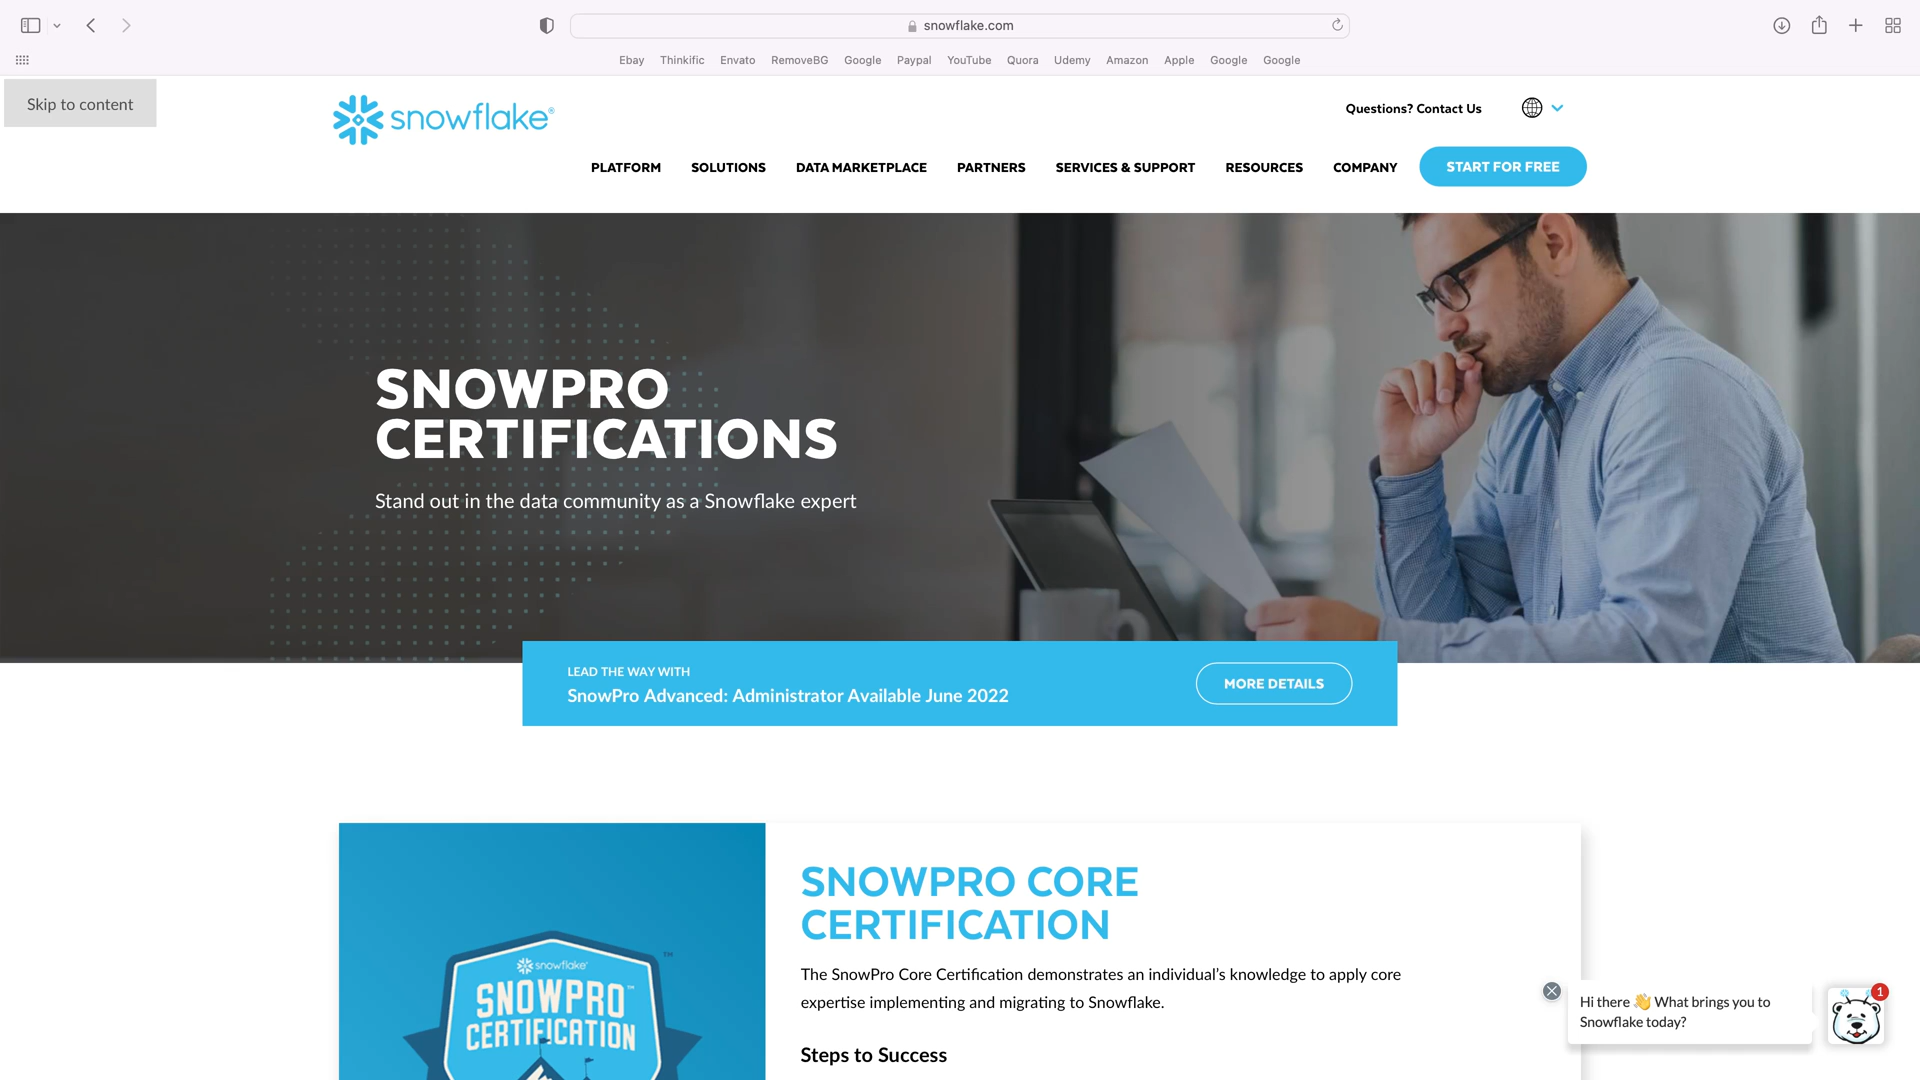 snowflake.com
Ebay Thinkific Envato RemoveBG Google Paypal YouTube Quora Udemy Amazon Apple Google Google
Skip to content
snowflake®
Questions? Contact Us
PLATFORM SOLUTIONS DATA MARKETPLACE PARTNERS SERVICES & SUPPORT RESOURCES COMPANY START FOR FREE
SNOWPRO
CERTIFICATIONS
Stand out in the data community as a Snowflake expert
LEAD THE WAY WITH
SnowPro Advanced: Administrator Available June 2022
MORE DETAILS
SNOWPRO CORE
CERTIFICATION
The SnowPro Core Certification demonstrates an individual's knowledge to apply core
expertise implementing and migrating to Snowflake.
Steps to Success
snowflake®
SNOWPRO™
CERTIFICATION
TM
Hi there 👋 What brings you to
Snowflake today?
1